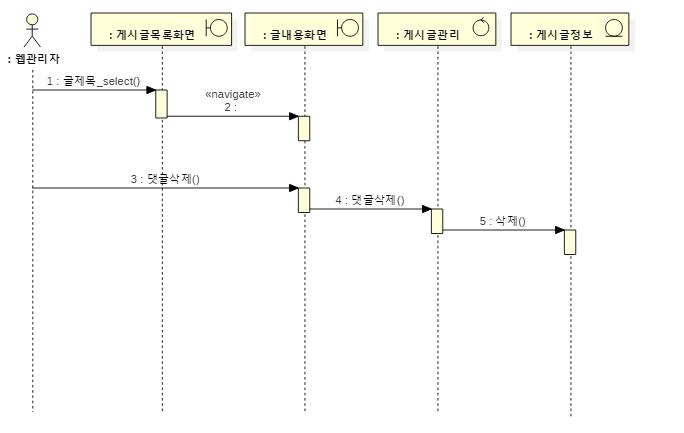 : 게시글목록화면
: 글내용화면
: 게시글관리
: 게시글정보
: 웹관리자
1 : 글제목_select()
«navigate»
2 :
3 : 댓글삭제()
4 : 댓글삭제()
5 : 삭제()